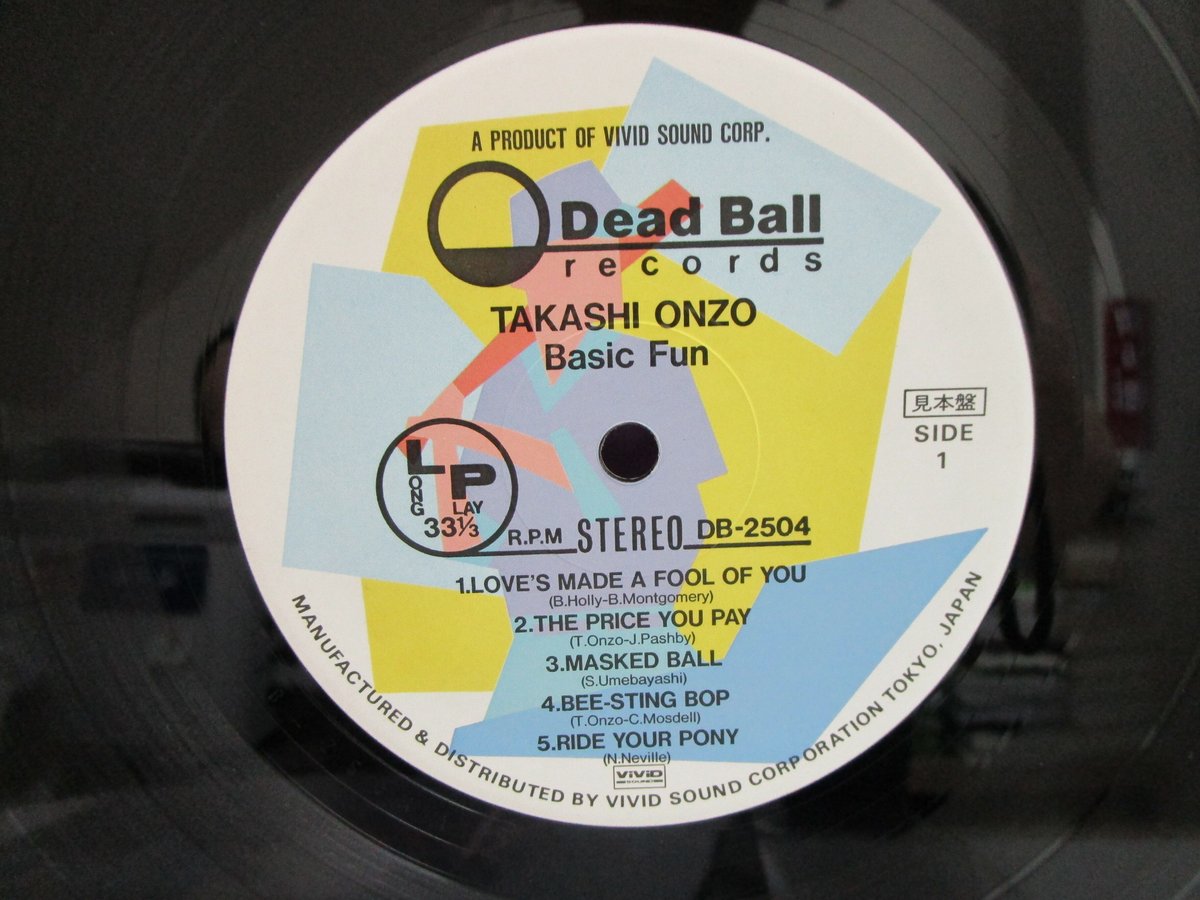 A PRODUCT OF VIVID SOUND CORP.
Dead Ball
records
TAKASHI ONZO
Basic Fun
見本盤
SIDE
1
LONG PLAY
33⅓ R.P.M STEREO DB-2504
1.LOVE'S MADE A FOOL OF YOU
(B.Holly-B.Montgomery)
2.THE PRICE YOU PAY
(T.Onzo-J.Pashby)
3.MASKED BALL
(S.Umebayashi)
4.BEE-STING BOP
(T.Onzo-C.Mosdell)
5.RIDE YOUR PONY
(N.Neville)
ViViD
SOUND
MANUFACTURED & DISTRIBUTED BY VIVID SOUND CORPORATION TOKYO, JAPAN